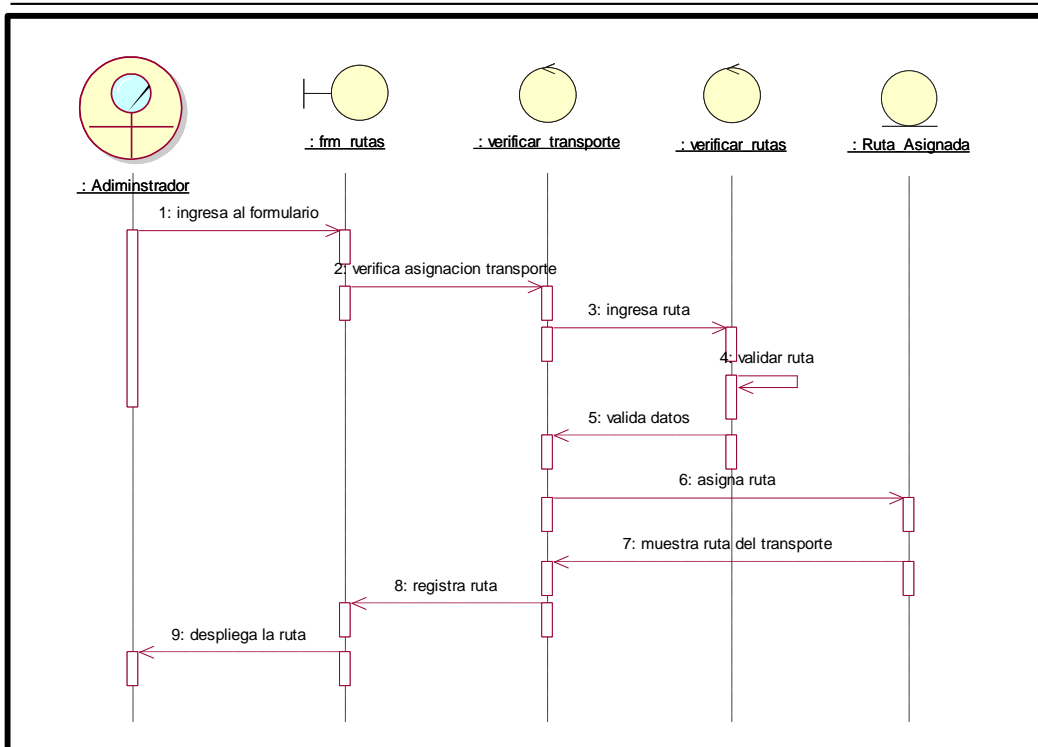 : frm_rutas
: verificar_transporte
: verificar_rutas
: Ruta_Asignada
: Adiminstrador
1: ingresa al formulario
2: verifica asignacion transporte
3: ingresa ruta
4: validar ruta
5: valida datos
6: asigna ruta
7: muestra ruta del transporte
8: registra ruta
9: despliega la ruta